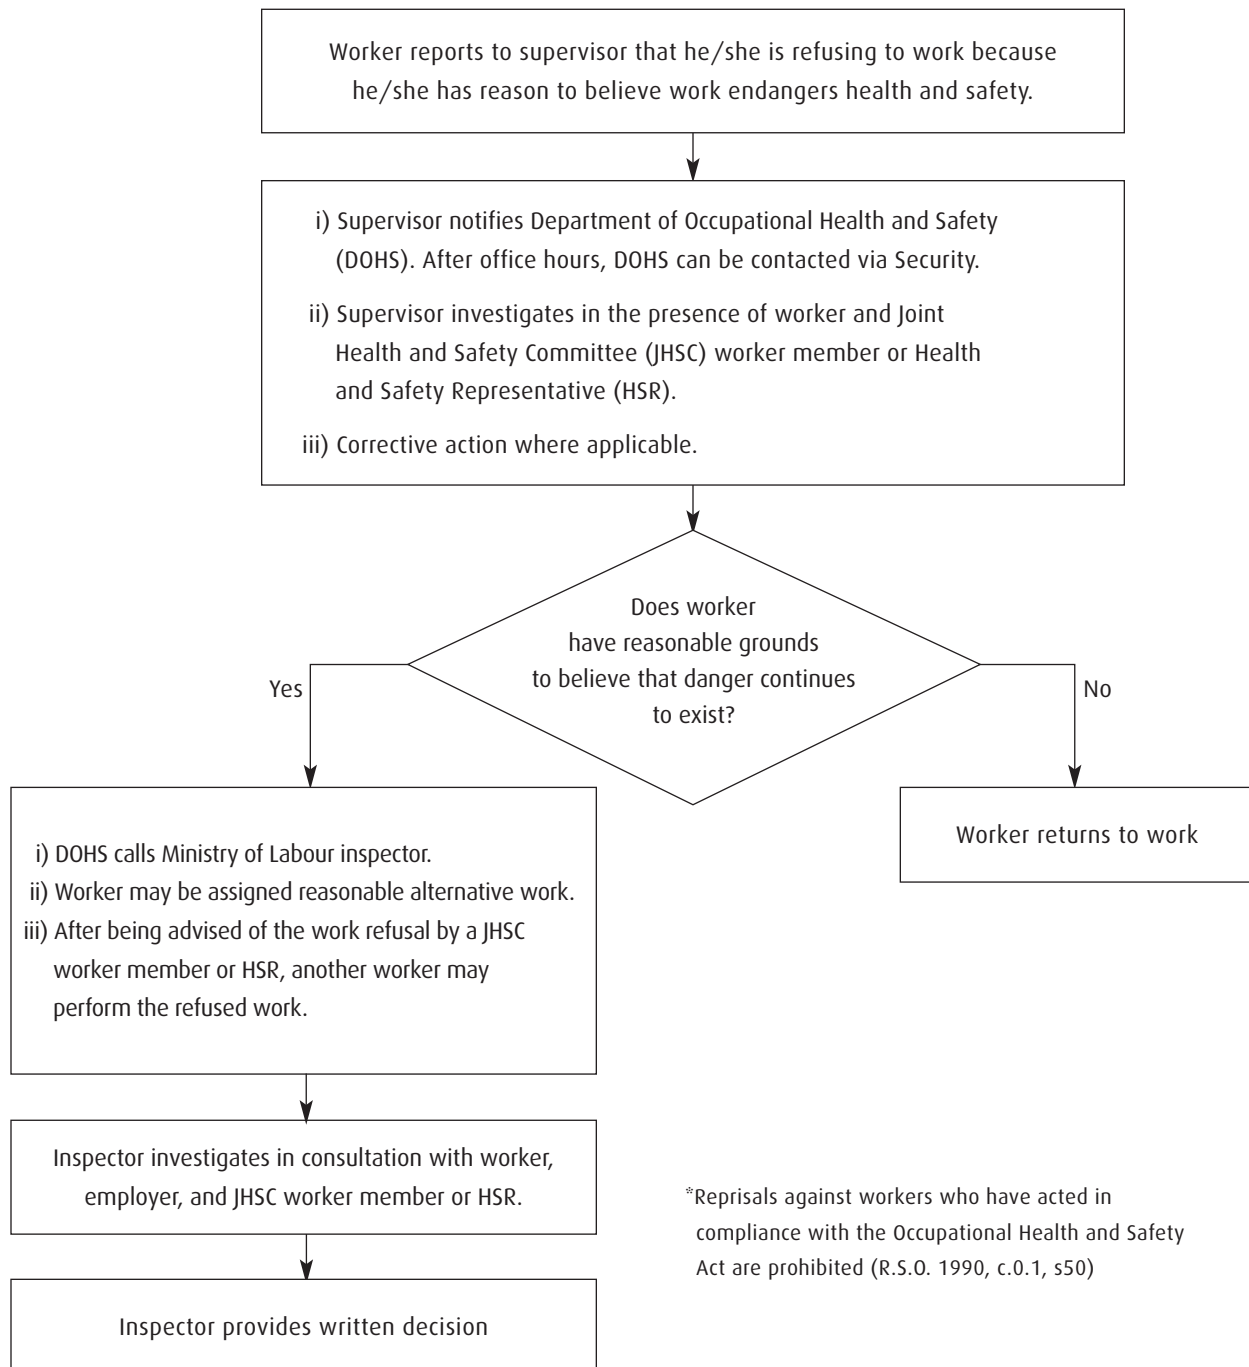 Worker reports to supervisor that he/she is refusing to work because
he/she has reason to believe work endangers health and safety.
i) Supervisor notifies Department of Occupational Health and Safety
(DOHS). After office hours, DOHS can be contacted via Security.
ii) Supervisor investigates in the presence of worker and Joint
Health and Safety Committee (JHSC) worker member or Health
and Safety Representative (HSR).
iii) Corrective action where applicable.
Does worker
have reasonable grounds
to believe that danger continues
to exist?
Yes
No
i) DOHS calls Ministry of Labour inspector.
ii) Worker may be assigned reasonable alternative work.
iii) After being advised of the work refusal by a JHSC
worker member or HSR, another worker may
perform the refused work.
Worker returns to work
Inspector investigates in consultation with worker,
employer, and JHSC worker member or HSR.
Inspector provides written decision
*Reprisals against workers who have acted in
compliance with the Occupational Health and Safety
Act are prohibited (R.S.O. 1990, c.0.1, s50)